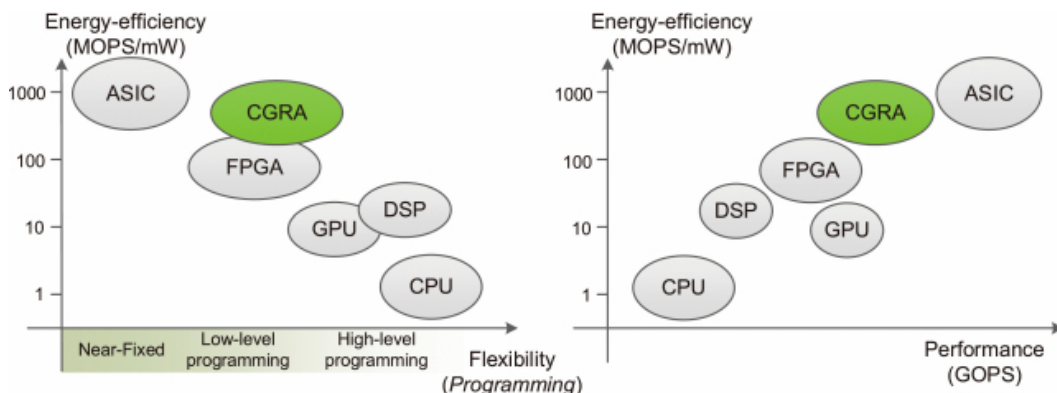 Energy-efficiency
(MOPS/mW)
1000
100
10
1
ASIC
CGRA
FPGA
GPU
DSP
CPU
Near-Fixed
Low-level
programming
High-level
programming
Flexibility
(Programming)
Energy-efficiency
(MOPS/mW)
1000
100
10
1
ASIC
CGRA
FPGA
DSP
GPU
CPU
Performance
(GOPS)